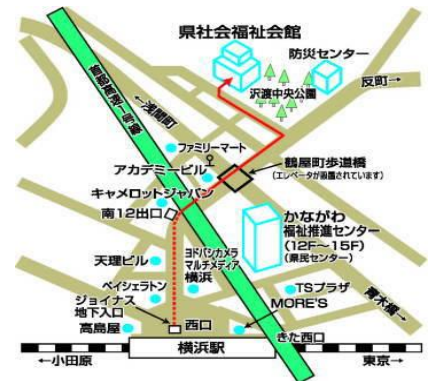 県社会福祉会館
防災センター
沢渡中央公園
反町→
←浅間町
ファミリーマート
アカデミービル
鶴屋町歩道橋
(エレベータが設置されています)
キャメロットジャパン
南12出口
かながわ
福祉推進センター
(12F～15F)
(県民センター)
天理ビル
ヨドバシカメラ
マルチメディア
横浜
ベイシェラトン
ジョイナス
地下入口
TSプラザ
青木橋→
高島屋
西口
MORE'S
きた西口
横浜駅
←小田原
東京→